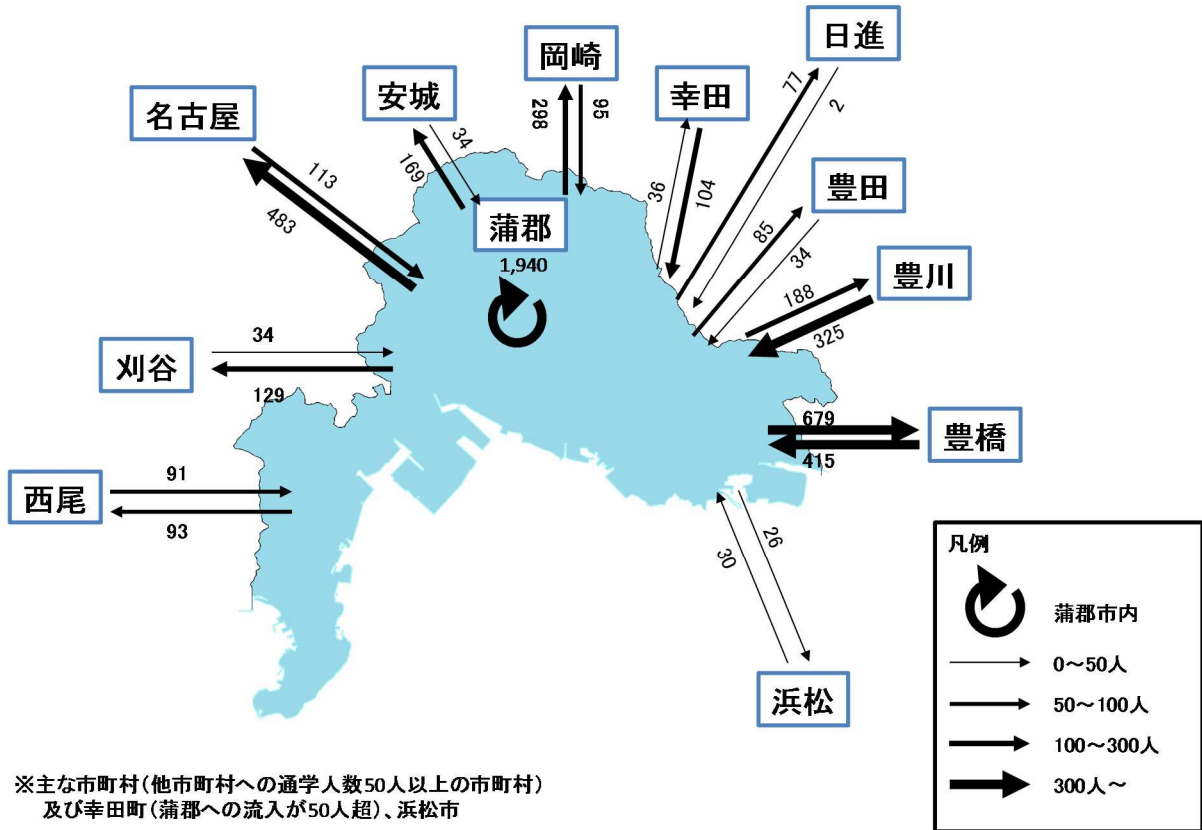 日進
岡崎
幸田
安城
名古屋
77
2
298
95
34
169
113
483
36
104
豊田
85
34
蒲郡
1,940
豊川
188
325
34
刈谷
129
679
豊橋
415
91
西尾
93
26
30
浜松
凡例
蒲郡市内
0～50人
50～100人
100～300人
300人～
※主な市町村(他市町村への通学人数50人以上の市町村)
及び幸田町(蒲郡への流入が50人超)、浜松市